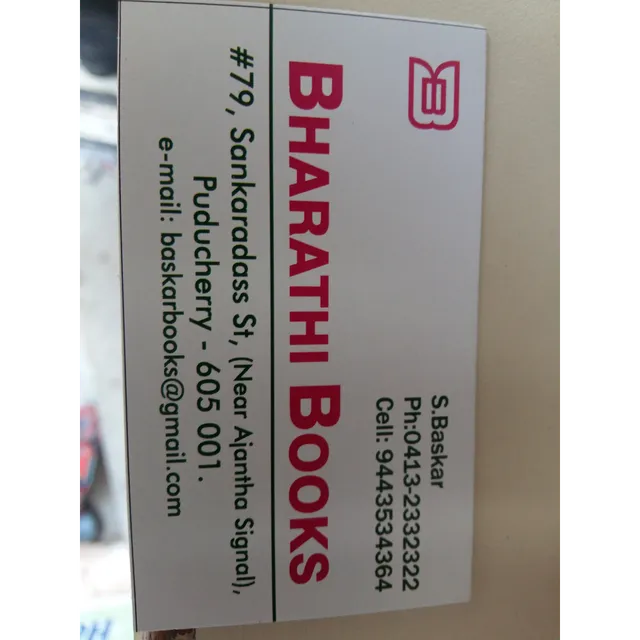 S.Baskar
Ph:0413-2332322
Cell: 9443534364
BHARATHI BOOKS
#79, Sankaradass St, (Near Ajantha Signal),
Puducherry - 605 001.
e-mail: baskarbooks@gmail.com